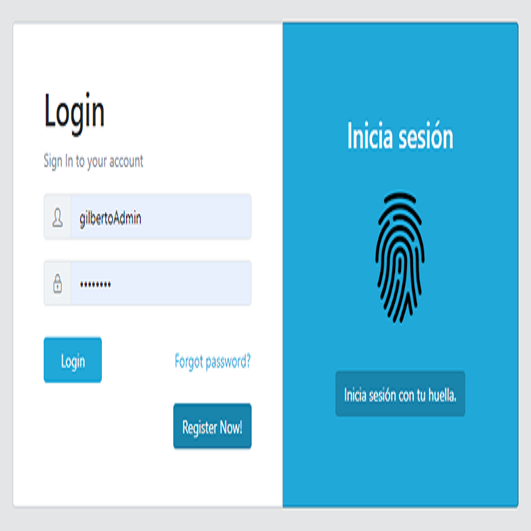 Login
Sign In to your account
gilbertoAdmin
••••••••
Login
Forgot password?
Register Now!
Inicia sesión
Inicia sesión con tu huella.